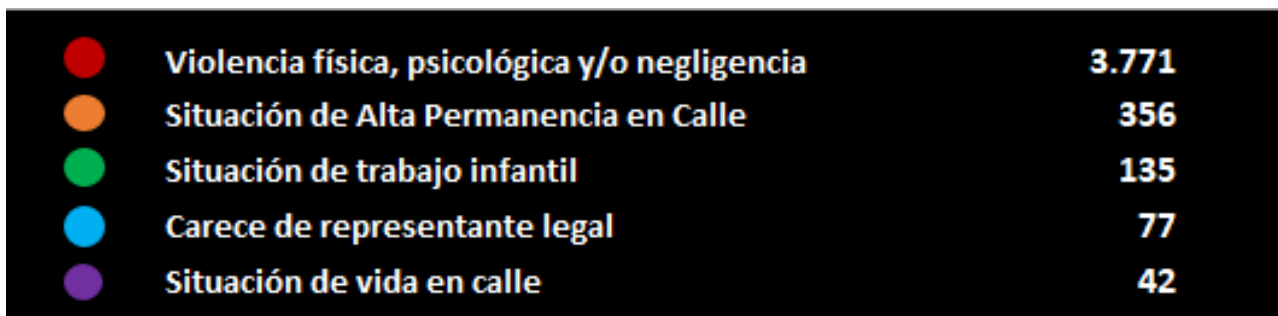 Violencia física, psicológica y/o negligencia 3.771
Situación de Alta Permanencia en Calle 356
Situación de trabajo infantil 135
Carece de representante legal 77
Situación de vida en calle 42